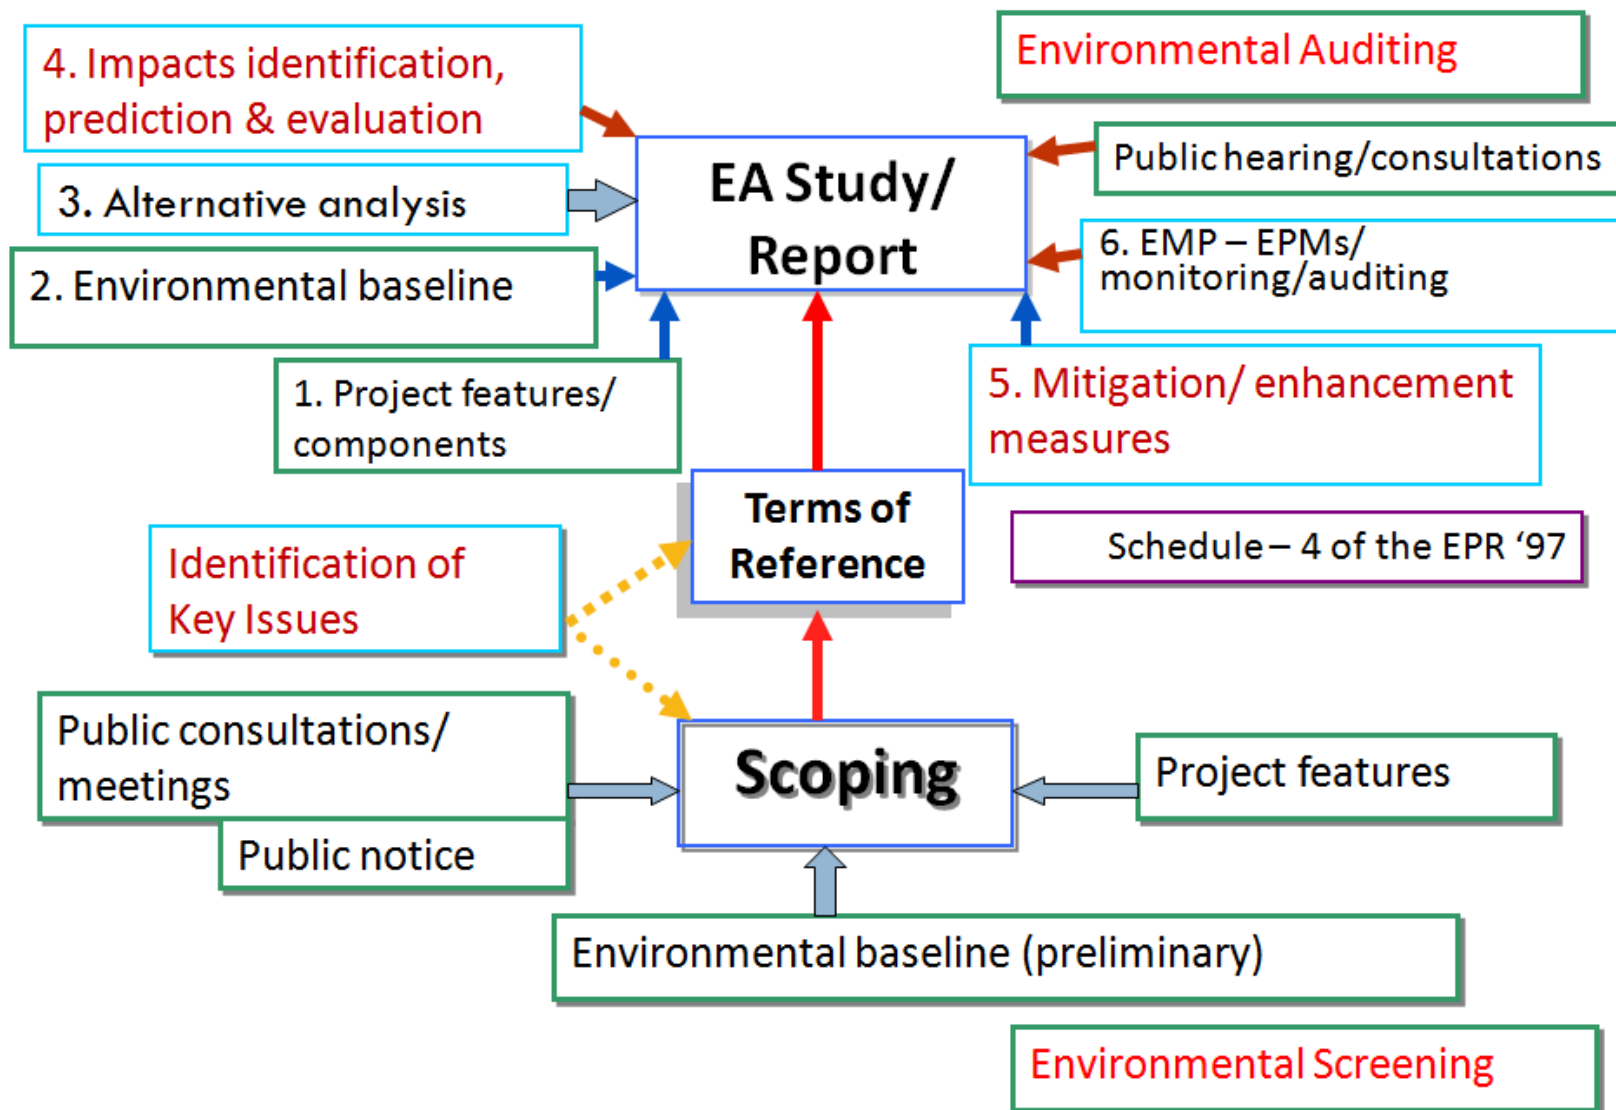 4. Impacts identification,
prediction & evaluation
Environmental Auditing
Public hearing/consultations
EA Study/
Report
3. Alternative analysis
6. EMP – EPMs/
monitoring/auditing
2. Environmental baseline
1. Project features/
components
5. Mitigation/ enhancement
measures
Terms of
Reference
Schedule – 4 of the EPR ‘97
Identification of
Key Issues
Public consultations/
meetings
Scoping
Project features
Public notice
Environmental baseline (preliminary)
Environmental Screening